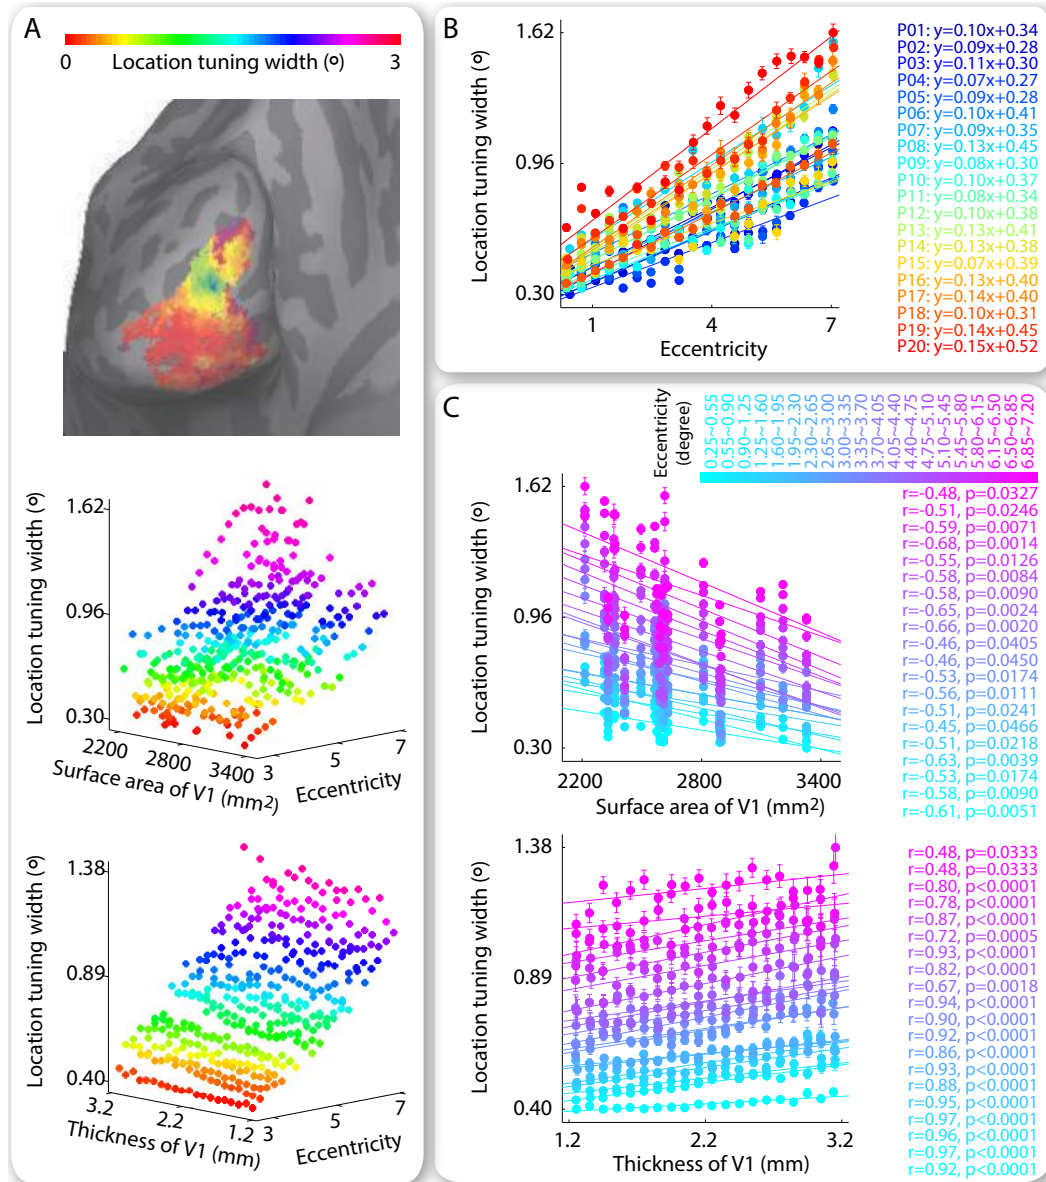 A
0 Location tuning width (o) 3
Location tuning width (o)
1.62
0.96
0.30
2200
2800
3400
Surface area of V1 (mm2)
3
5
7
Eccentricity
Location tuning width (o)
1.38
0.89
0.40
3.2
2.2
1.2
Thickness of V1 (mm)
3
5
7
Eccentricity
B
Location tuning width (o)
1.62
0.96
0.30
1 4 7
Eccentricity
P01: y=0.10x+0.34
P02: y=0.09x+0.28
P03: y=0.11x+0.30
P04: y=0.07x+0.27
P05: y=0.09x+0.28
P06: y=0.10x+0.41
P07: y=0.09x+0.35
P08: y=0.13x+0.45
P09: y=0.08x+0.30
P10: y=0.10x+0.37
P11: y=0.08x+0.34
P12: y=0.10x+0.38
P13: y=0.13x+0.41
P14: y=0.13x+0.38
P15: y=0.07x+0.39
P16: y=0.13x+0.40
P17: y=0.14x+0.40
P18: y=0.10x+0.31
P19: y=0.14x+0.45
P20: y=0.15x+0.52
C
Eccentricity
(degree)
0.25~0.55
0.55~0.90
0.90~1.25
1.25~1.60
1.60~1.95
1.95~2.30
2.30~2.65
2.65~3.00
3.00~3.35
3.35~3.70
3.70~4.05
4.05~4.40
4.40~4.75
4.75~5.10
5.10~5.45
5.45~5.80
5.80~6.15
6.15~6.50
6.50~6.85
6.85~7.20
Location tuning width (o)
1.62
0.96
0.30
2200 2800 3400
Surface area of V1 (mm2)
r=-0.48, p=0.0327
r=-0.51, p=0.0246
r=-0.59, p=0.0071
r=-0.68, p=0.0014
r=-0.55, p=0.0126
r=-0.58, p=0.0084
r=-0.58, p=0.0090
r=-0.65, p=0.0024
r=-0.66, p=0.0020
r=-0.46, p=0.0405
r=-0.46, p=0.0450
r=-0.53, p=0.0174
r=-0.56, p=0.0111
r=-0.51, p=0.0241
r=-0.45, p=0.0466
r=-0.51, p=0.0218
r=-0.63, p=0.0039
r=-0.53, p=0.0174
r=-0.58, p=0.0090
r=-0.61, p=0.0051
Location tuning width (o)
1.38
0.89
0.40
1.2 2.2 3.2
Thickness of V1 (mm)
r=0.48, p=0.0333
r=0.48, p=0.0333
r=0.80, p<0.0001
r=0.78, p<0.0001
r=0.87, p<0.0001
r=0.72, p=0.0005
r=0.93, p<0.0001
r=0.82, p<0.0001
r=0.67, p=0.0018
r=0.94, p<0.0001
r=0.90, p<0.0001
r=0.92, p<0.0001
r=0.86, p<0.0001
r=0.93, p<0.0001
r=0.88, p<0.0001
r=0.95, p<0.0001
r=0.97, p<0.0001
r=0.96, p<0.0001
r=0.97, p<0.0001
r=0.92, p<0.0001